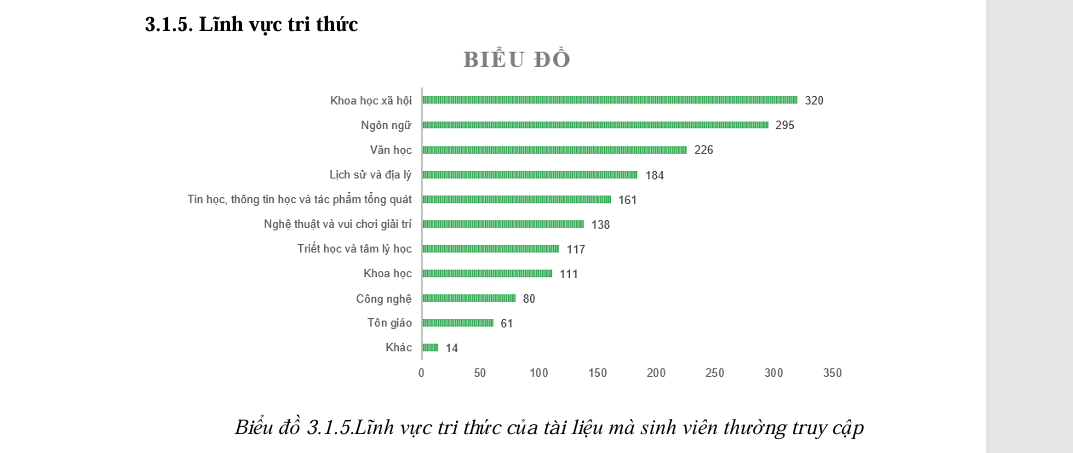 3.1.5. Lĩnh vực tri thức
BIỂU ĐỒ
Khoa học xã hội 320
Ngôn ngữ 295
Văn học 226
Lịch sử và địa lý 184
Tin học, thông tin học và tác phẩm tổng quát 161
Nghệ thuật và vui chơi giải trí 138
Triết học và tâm lý học 117
Khoa học 111
Công nghệ 80
Tôn giáo 61
Khác 14
0 50 100 150 200 250 300 350
Biểu đồ 3.1.5.Lĩnh vực tri thức của tài liệu mà sinh viên thường truy cập